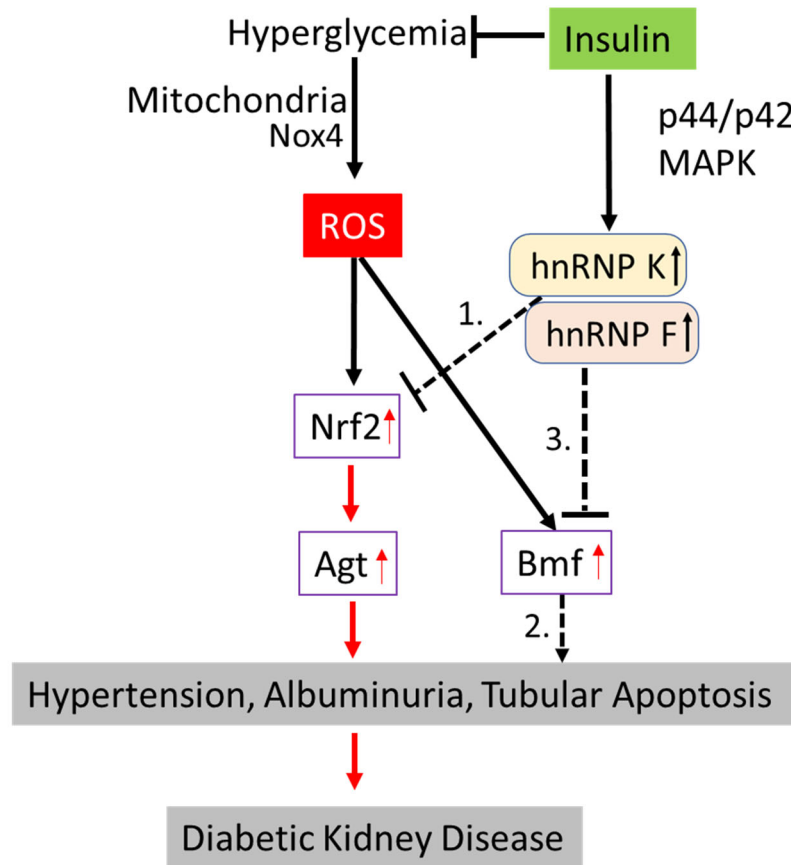 Hyperglycemia
Insulin
Mitochondria
Nox4
p44/p42
MAPK
ROS
hnRNP K
hnRNP F
1.
Nrf2
3.
Agt
Bmf
2.
Hypertension, Albuminuria, Tubular Apoptosis
Diabetic Kidney Disease